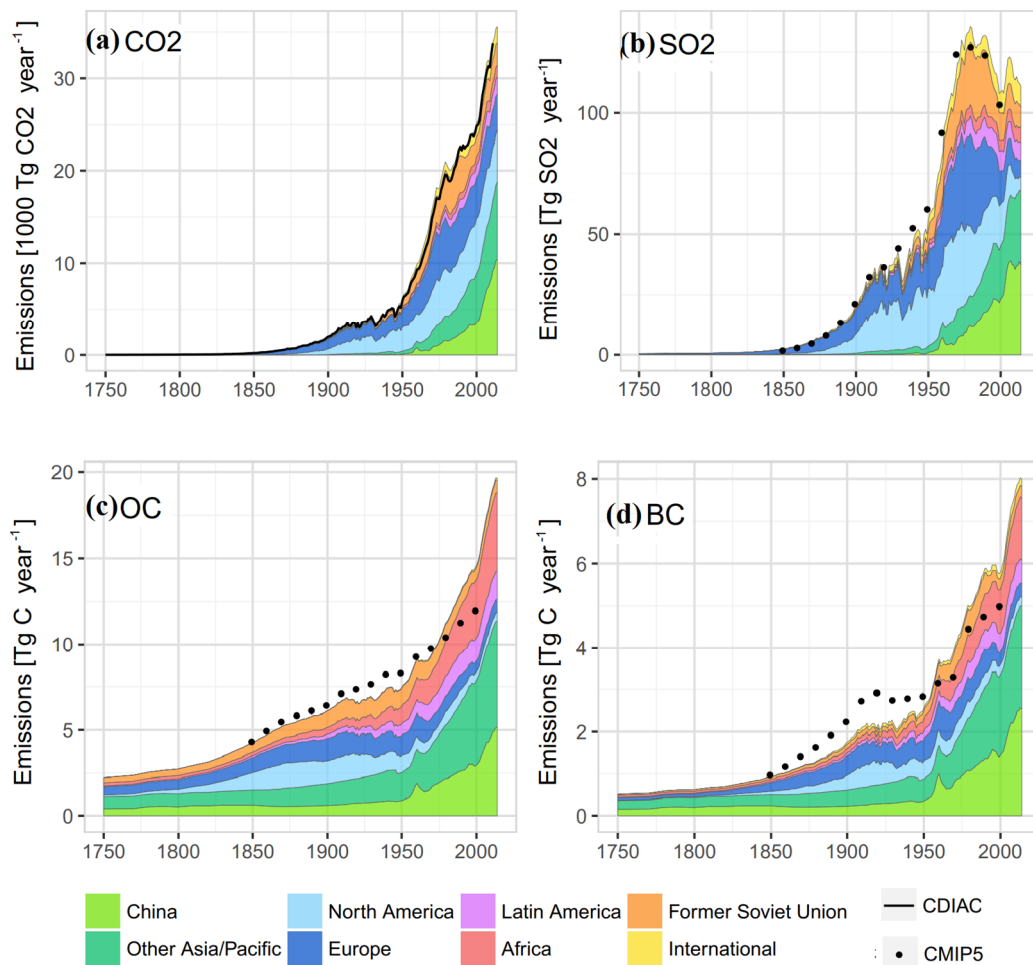 (a) CO2
Emissions [1000 Tg CO2 year-1]
30
20
10
0
1750 1800 1850 1900 1950 2000
(b) SO2
Emissions [Tg SO2 year-1]
100
50
0
1750 1800 1850 1900 1950 2000
(c) OC
Emissions [Tg C year-1]
20
15
10
5
0
1750 1800 1850 1900 1950 2000
(d) BC
Emissions [Tg C year-1]
8
6
4
2
0
1750 1800 1850 1900 1950 2000
China North America Latin America Former Soviet Union CDIAC
Other Asia/Pacific Europe Africa International : CMIP5